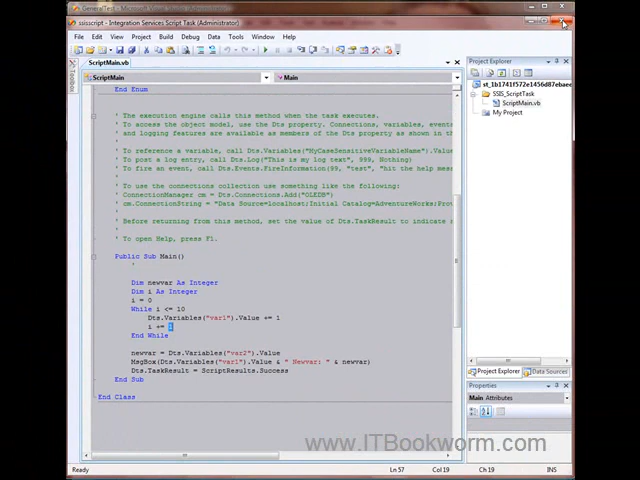 GeneralTest - Microsoft Visual
ssisscript - Integration Services Script Task (Administrator)
File Edit View Project Build Debug Data Tools Window Help
ScriptMain.vb
Project Explorer
Toolbox
ScriptMain
Main
st_1b1741f572e1456d87ebaee
SSIS_ScriptTask
ScriptMain.vb
My Project
End Enum
' The execution engine calls this method when the task executes.
' To access the object model, use the Dts property. Connections, variables, events
' and logging features are available as members of the Dts property as shown in th
'
' To reference a variable, call Dts.Variables("MyCaseSensitiveVariableName").Value
' To post a log entry, call Dts.Log("This is my log text", 999, Nothing)
' To fire an event, call Dts.Events.FireInformation(99, "test", "hit the help mess
'
' To use the connections collection use something like the following:
' ConnectionManager cm = Dts.Connections.Add("OLEDB")
' cm.ConnectionString = "Data Source=localhost;Initial Catalog=AdventureWorks;Prov
'
' Before returning from this method, set the value of Dts.TaskResult to indicate s
'
' To open Help, press F1.
Public Sub Main()
'
Dim newvar As Integer
Dim i As Integer
i = 0
While i <= 10
Dts.Variables("var1").Value += 1
i += 1
End While
newvar = Dts.Variables("var2").Value
MsgBox(Dts.Variables("var1").Value & " Newvar: " & newvar)
Dts.TaskResult = ScriptResults.Success
End Sub
End Class
Project Explorer Data Sources
Properties
Main Attributes
www.ITBookworm.com
Ready
Ln 57 Col 19 Ch 19 INS